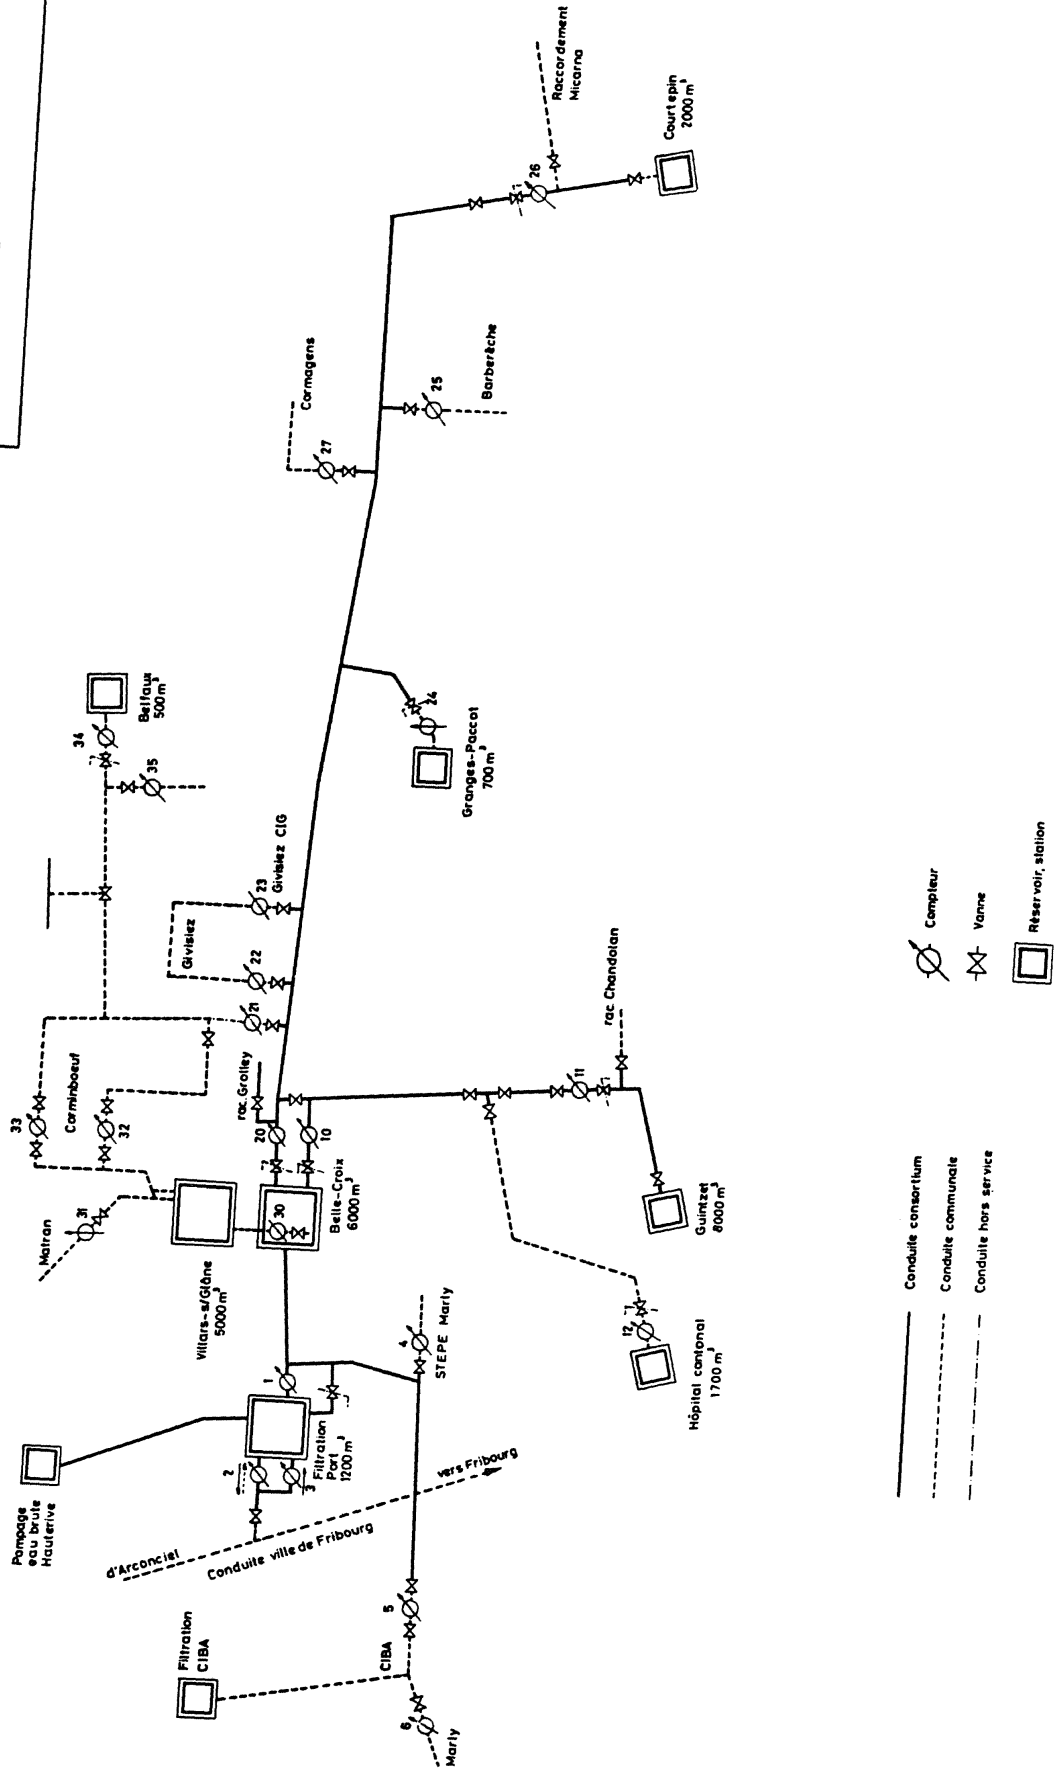 Pompage
eau brute
Hauterive
Filtration
CIBA
CIBA
5
6
Marly
d'Arconciel
Conduite ville de Fribourg
vers Fribourg
2
3
Filtration
Port
1200 m³
1
4
STEPE Marly
Villars-s/Glâne
5000 m³
Matran
31
33
Corminboeuf
32
30
Belle-Croix
6000 m³
20
10
rac. Grolley
21
22
Givisiez
23
Givisiez CIG
34
Belfaux
500 m³
35
12
Hôpital cantonal
1700 m³
Guintzet
8000 m³
11
rac. Chandolan
24
Granges-Paccot
700 m³
27
Cormagens
25
Barberêche
26
Raccordement
Micarna
Courtepin
2000 m³
Conduite consortium
Conduite communale
Conduite hors service
Compteur
Vanne
Réservoir, station